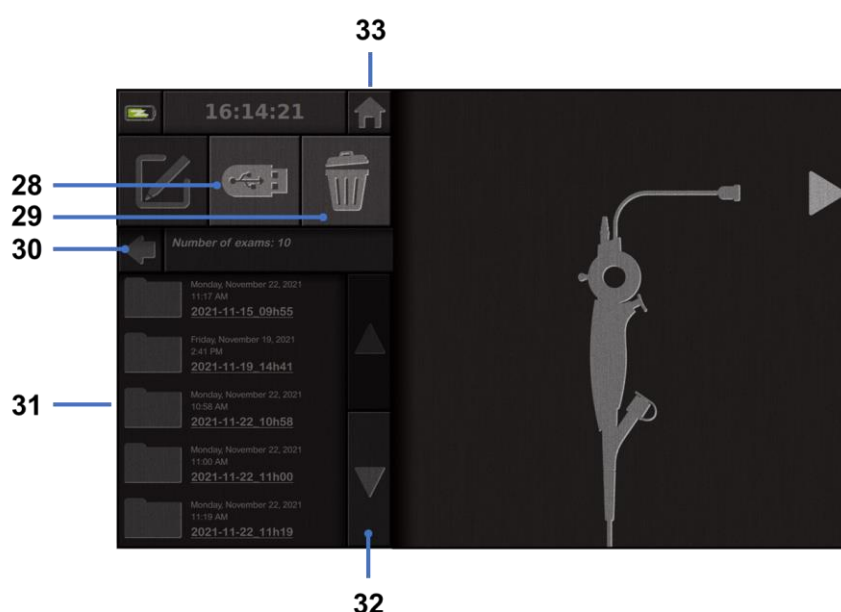 33
16:14:21
28
29
30
Number of exams: 10
Monday, November 22, 2021
11:17 AM
2021-11-15_09h55
Friday, November 19, 2021
2:41 PM
2021-11-19_14h41
31
Monday, November 22, 2021
10:58 AM
2021-11-22_10h58
Monday, November 22, 2021
11:00 AM
2021-11-22_11h00
Monday, November 22, 2021
11:19 AM
2021-11-22_11h19
32